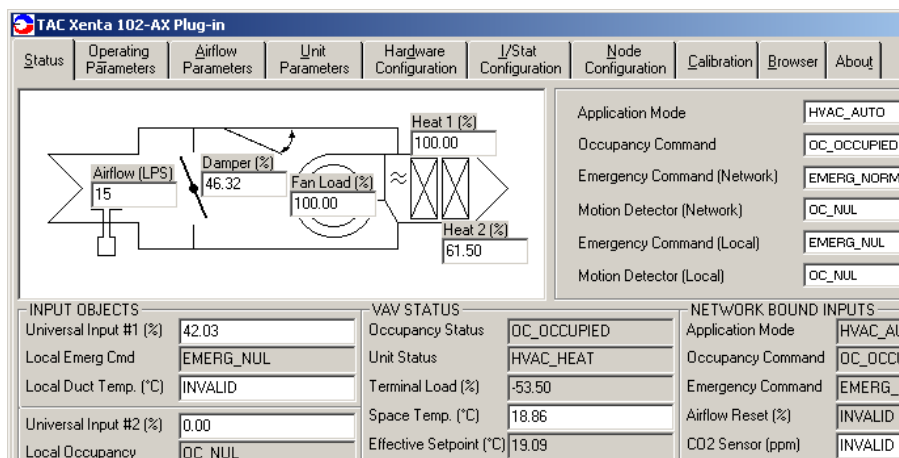 TAC Xenta 102-AX Plug-in
Status
Operating Parameters
Airflow Parameters
Unit Parameters
Hardware Configuration
I/Stat Configuration
Node Configuration
Calibration
Browser
About
Heat 1 (%)
100.00
Airflow (LPS)
15
Damper (%)
46.32
Fan Load (%)
100.00
≈
Heat 2 (%)
61.50
Application Mode HVAC_AUTO
Occupancy Command OC_OCCUPIED
Emergency Command (Network) EMERG_NORM
Motion Detector (Network) OC_NUL
Emergency Command (Local) EMERG_NUL
Motion Detector (Local) OC_NUL
INPUT OBJECTS
Universal Input #1 (%) 42.03
Local Emerg Cmd EMERG_NUL
Local Duct Temp. (°C) INVALID
Universal Input #2 (%) 0.00
Local Occupancy OC_NUL
VAV STATUS
Occupancy Status OC_OCCUPIED
Unit Status HVAC_HEAT
Terminal Load (%) -53.50
Space Temp. (°C) 18.86
Effective Setpoint (°C) 19.09
NETWORK BOUND INPUTS
Application Mode HVAC_AU
Occupancy Command OC_OCCU
Emergency Command EMERG_
Airflow Reset (%) INVALID
CO2 Sensor (ppm) INVALID